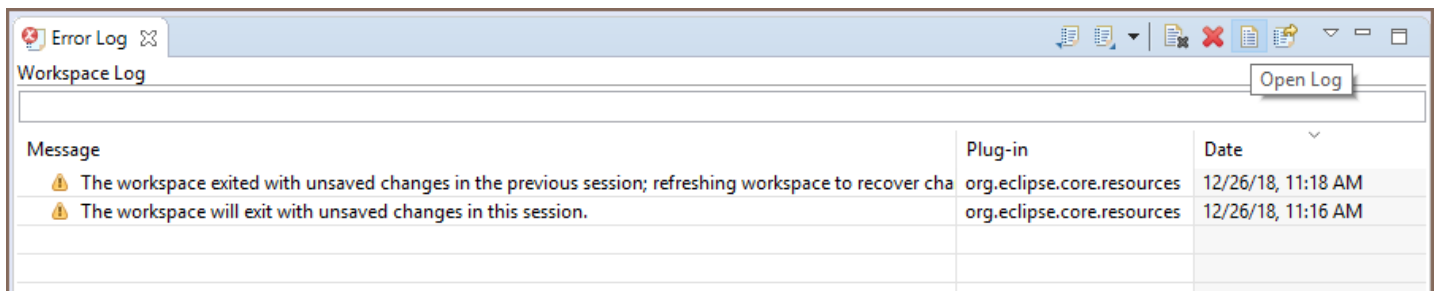 Error Log
Workspace Log
Open Log
Message Plug-in Date
The workspace exited with unsaved changes in the previous session; refreshing workspace to recover cha org.eclipse.core.resources 12/26/18, 11:18 AM
The workspace will exit with unsaved changes in this session. org.eclipse.core.resources 12/26/18, 11:16 AM